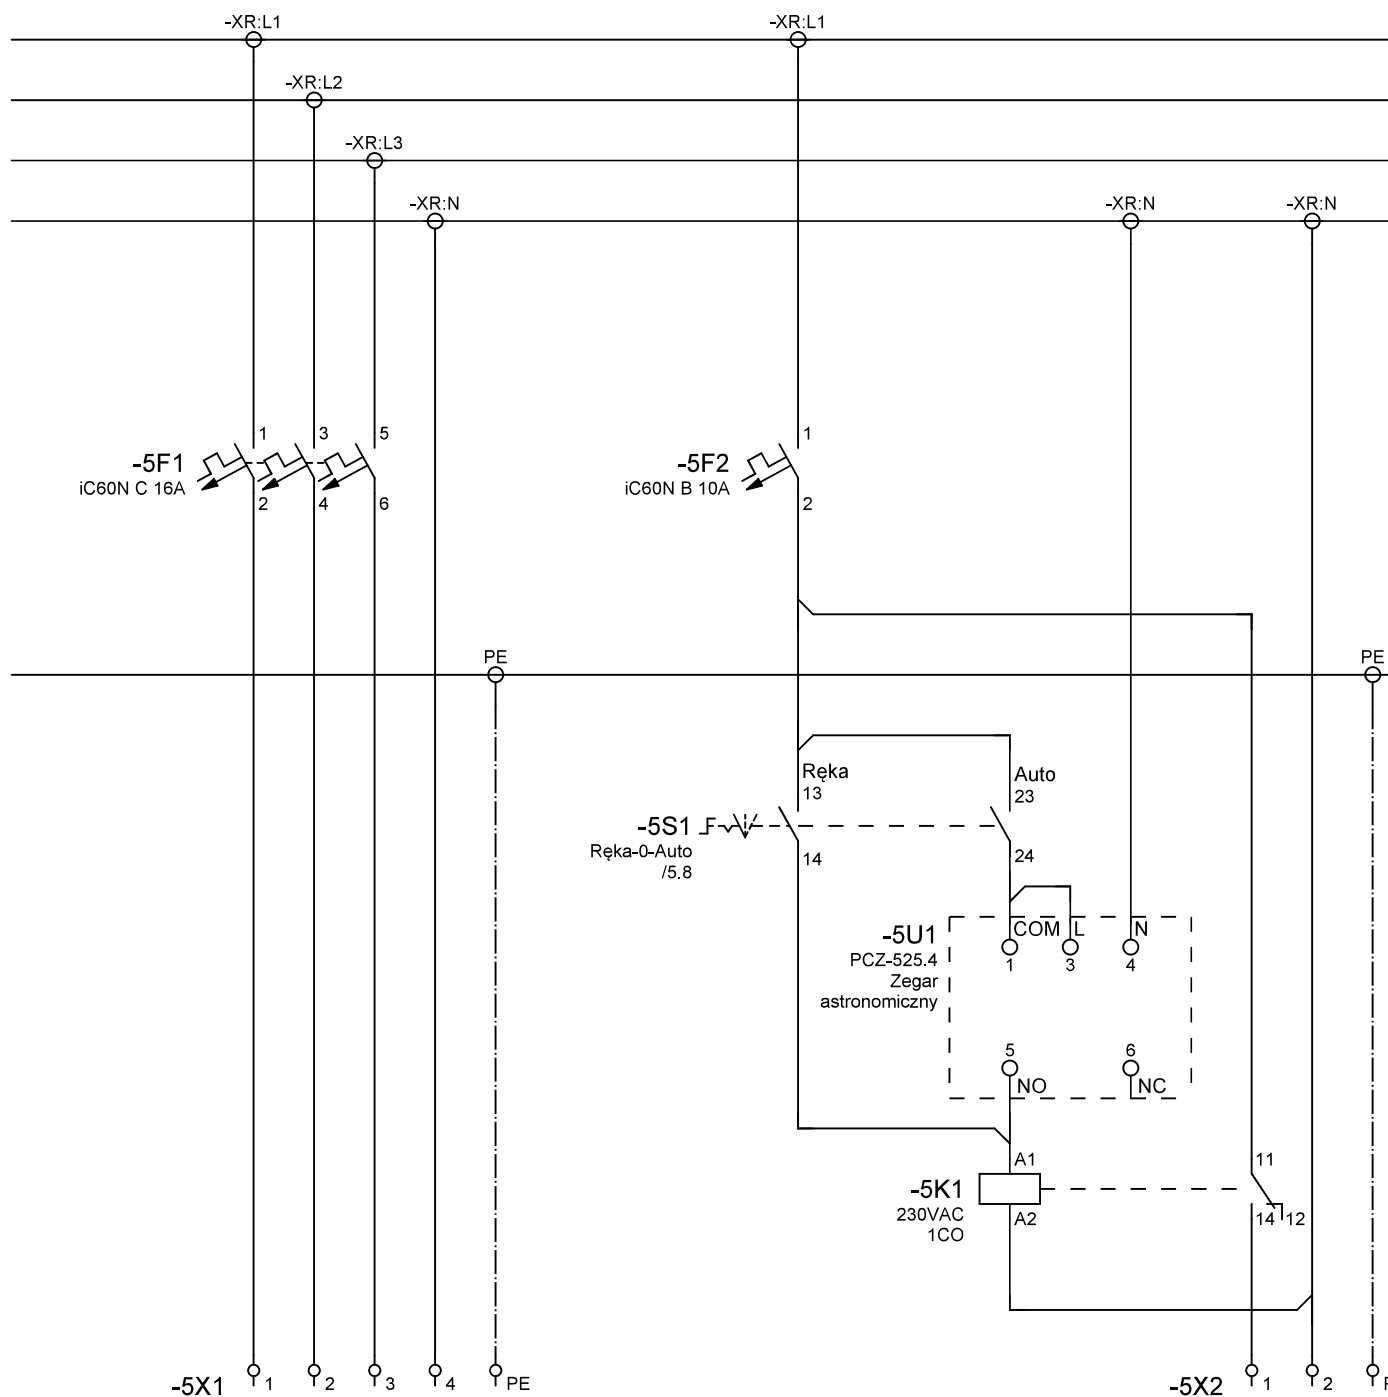 -XR:L1
-XR:L1
-XR:L2
-XR:L3
-XR:N
-XR:N
-XR:N
1
3
5
-5F1
iC60N C 16A
2
4
6
1
-5F2
iC60N B 10A
2
PE
PE
Ręka
13
Auto
23
-5S1
Ręka-0-Auto
/5.8
14
24
-5U1
PCZ-525.4
Zegar
astronomiczny
COM
L
N
1
3
4
5
6
NO
NC
A1
11
-5K1
230VAC
1CO
A2
14
12
-5X1
1
2
3
4
PE
-5X2
1
2